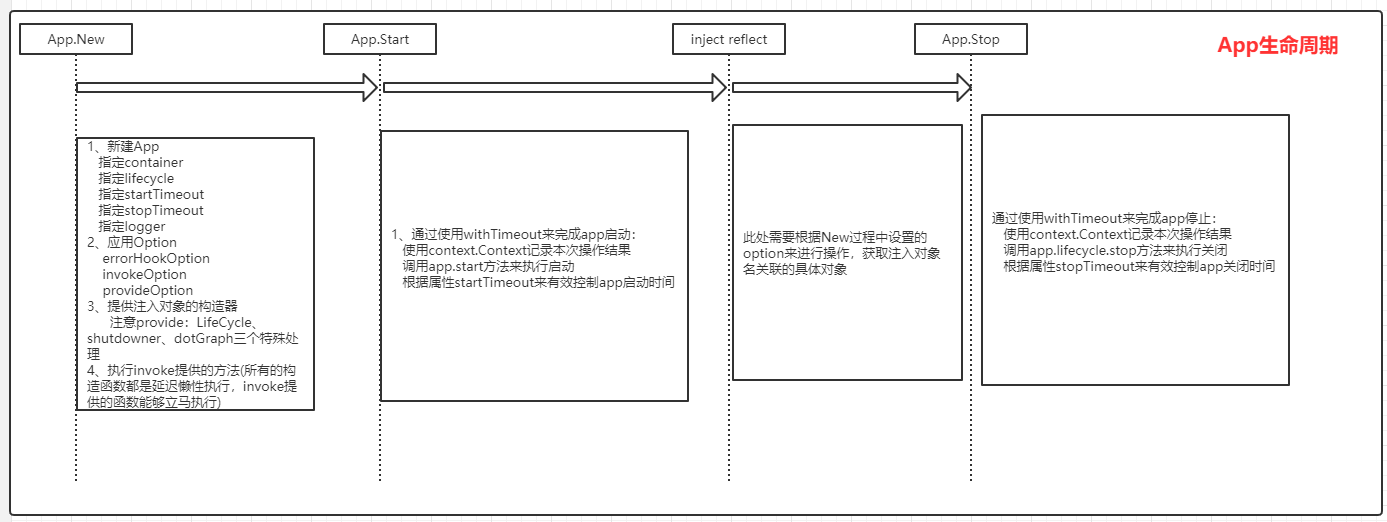 App.New
App.Start
inject reflect
App.Stop
App生命周期
1、新建App
指定container
指定lifecycle
指定startTimeout
指定stopTimeout
指定logger
2、应用Option
errorHookOption
invokeOption
provideOption
3、提供注入对象的构造器
注意provide：LifeCycle、
shutdowner、dotGraph三个特殊处
理
4、执行invoke提供的方法(所有的构
造函数都是延迟懒性执行，invoke提
供的函数能够立马执行)
1、通过使用withTimeout来完成app启动：
使用context.Context记录本次操作结果
调用app.start方法来执行启动
根据属性startTimeout来有效控制app启动时间
此处需要根据New过程中设置的
option来进行操作，获取注入对象
名关联的具体对象
通过使用withTimeout来完成app停止：
使用context.Context记录本次操作结果
调用app.lifecycle.stop方法来执行关闭
根据属性stopTimeout来有效控制app关闭时间